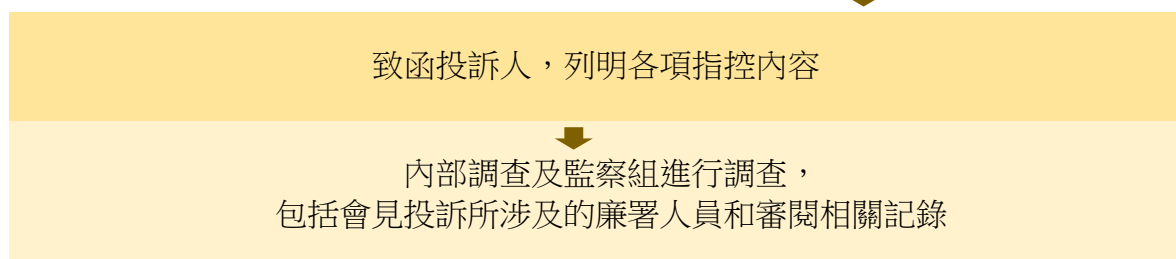 致函投訴人，列明各項指控內容
內部調查及監察組進行調查，
包括會見投訴所涉及的廉署人員和審閱相關記錄